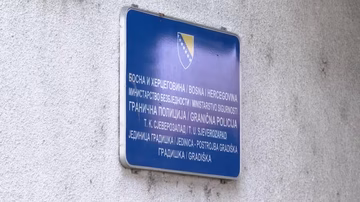 БОСНА И ХЕРЦЕГОВИНА / BOSNA I HERCEGOVINA
МИНИСТАРСТВО БЕЗБЈЕДНОСТИ / MINISTARSTVO SIGURNOSTI
ГРАНИЧНА ПОЛИЦИЈА / GRANIČNA POLICIJA
Т. К. СЈЕВЕРОЗАПАД / T. U. SJEVEROZAPAD
ЈЕДИНИЦА ГРАДИШКА / JEDINICA - POSTROJBA GRADIŠKA
ГРАДИШКА / GRADIŠKA